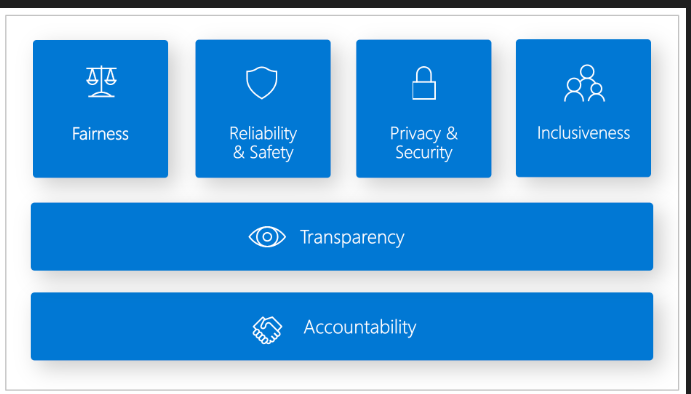 Fairness
Reliability
& Safety
Privacy &
Security
Inclusiveness
Transparency
Accountability